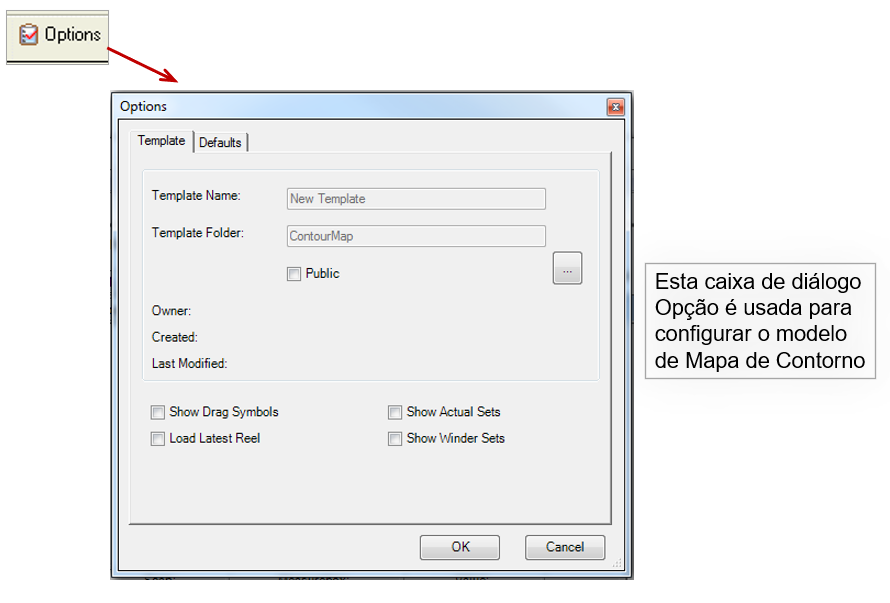 Options
Options
Template Defaults
Template Name: New Template
Template Folder: ContourMap
Public ...
Owner:
Created:
Last Modified:
Show Drag Symbols Show Actual Sets
Load Latest Reel Show Winder Sets
OK Cancel
Esta caixa de diálogo
Opção é usada para
configurar o modelo
de Mapa de Contorno